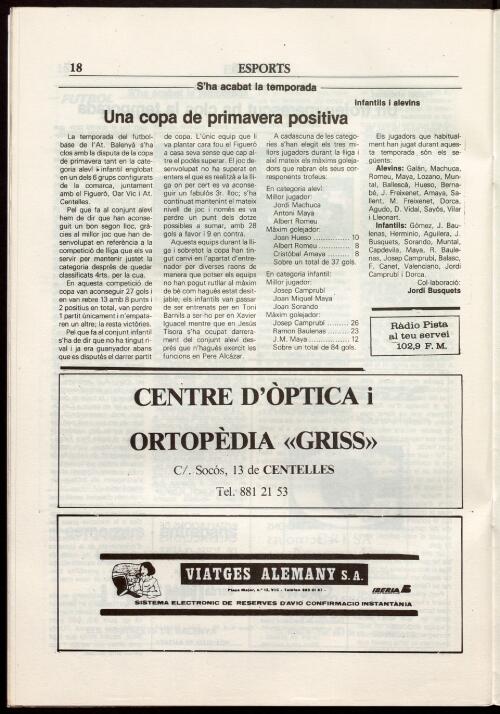 18
ESPORTS
S'ha acabat la temporada
Infantils i alevins
Una copa de primavera positiva
La temporada del futbol-
base de l'At. Balenyà s'ha
clos amb la disputa de la copa
de primavera tant en la cate-
goria aleví i infantil englobat
en un dels 6 grups configurats
de la comarca, juntament
amb el Figueró, Oar Vic i At.
Centelles.
Pel que fa al conjunt aleví
hem de dir que han aconse-
guit un bon segon lloc, grà-
cies al millor joc que han de-
senvolupat en referència a la
competició de lliga que els va
servir per mantenir justet la
categoria després de quedar
classificats 4rts. per la cua.
En aquesta competició de
copa van aconseguir 27 gols i
en van rebre 13 amb 8 punts i
2 positius en total, van perdre
1 partit únicament i n'empata-
ren un altre; la resta victòries.
Pel que fa al conjunt infantil
s'ha de dir que no ha tingut ri-
val i ja era guanyador abans
que es disputés el darrer partit
de copa. L'únic equip que li
va plantar cara fou el Figueró
a casa seva sense que cap al-
tre el podés superar. El joc de-
senvolupat no ha superat en
enters el que es realitzà a la lli-
ga on per cert es va aconse-
guir un fabulós 3r. lloc; s'ha
continuat mantenint el mateix
nivell de joc i només es va
perdre un punt dels dotze
possibles a sumar, amb 28
gols a favor i 9 en contra.
Aquests equips durant la lli-
ga i sobretot la copa han tin-
gut canvi en l'apartat d'entre-
nador per diverses raons de
manera que potser els equips
no han pogut rutllar al màxim
de bé com hagués estat desit-
jable; els infantils van passar
de ser entrenats per en Toni
Barnils a ser-ho per en Xavier
Iguacel mentre que en Jesús
Tisora s'ha ocupat darrera-
ment del conjunt aleví des-
prés que n'hagués exercit les
funcions en Pere Alcázar.
A cadascuna de les catego-
ries s'han elegit els tres mi-
llors jugadors durant la lliga i
així mateix els màxims goleja-
dors que rebran els seus cor-
responents trofeus.
En categoria aleví:
Millor jugador:
Jordi Machuca
Antoni Maya
Albert Romeu
Màxim golejador:
Joan Hueso ............... 10
Albert Romeu ............ 8
Cristóbal Amaya ........ 8
Sobre un total de 37 gols.
En categoria infantil:
Millor jugador:
Josep Camprubí
Joan Miquel Maya
Joan Sorando
Màxim golejador:
Josep Camprubí ......... 26
Ramon Baulenas ........ 23
J.M. Maya ................ 12
Sobre un total de 84 gols.
Els jugadors que habitual-
ment han jugat durant aques-
ta temporada són els se-
güents:
Alevins: Galán, Machuca,
Romeu, Maya, Lozano, Mun-
tal, Ballescà, Hueso, Berna-
bé, J. Freixenet, Amaya, Sa-
llent, M. Freixenet, Dorca,
Agudo, D. Vidal, Sayós, Vilar
i Lleonart.
Infantils: Gómez, J. Bau-
lenas, Herminio, Aguilera, J.
Busquets, Sorando, Muntal,
Capdevila, Maya, R. Baule-
nas, Josep Camprubí, Balasc,
F. Canet, Valenciano, Jordi
Camprubí i Dorca.
Col·laboració:
Jordi Busquets
Ràdio Pista
al teu servei
102,9 F. M.
CENTRE D'ÒPTICA i
ORTOPÈDIA «GRISS»
C/. Socós, 13 de CENTELLES
Tel. 881 21 53
VIATGES ALEMANY S.A.
IBERIA
SISTEMA ELECTRONIC DE RESERVES D'AVIO CONFIRMACIO INSTANTÀNIA